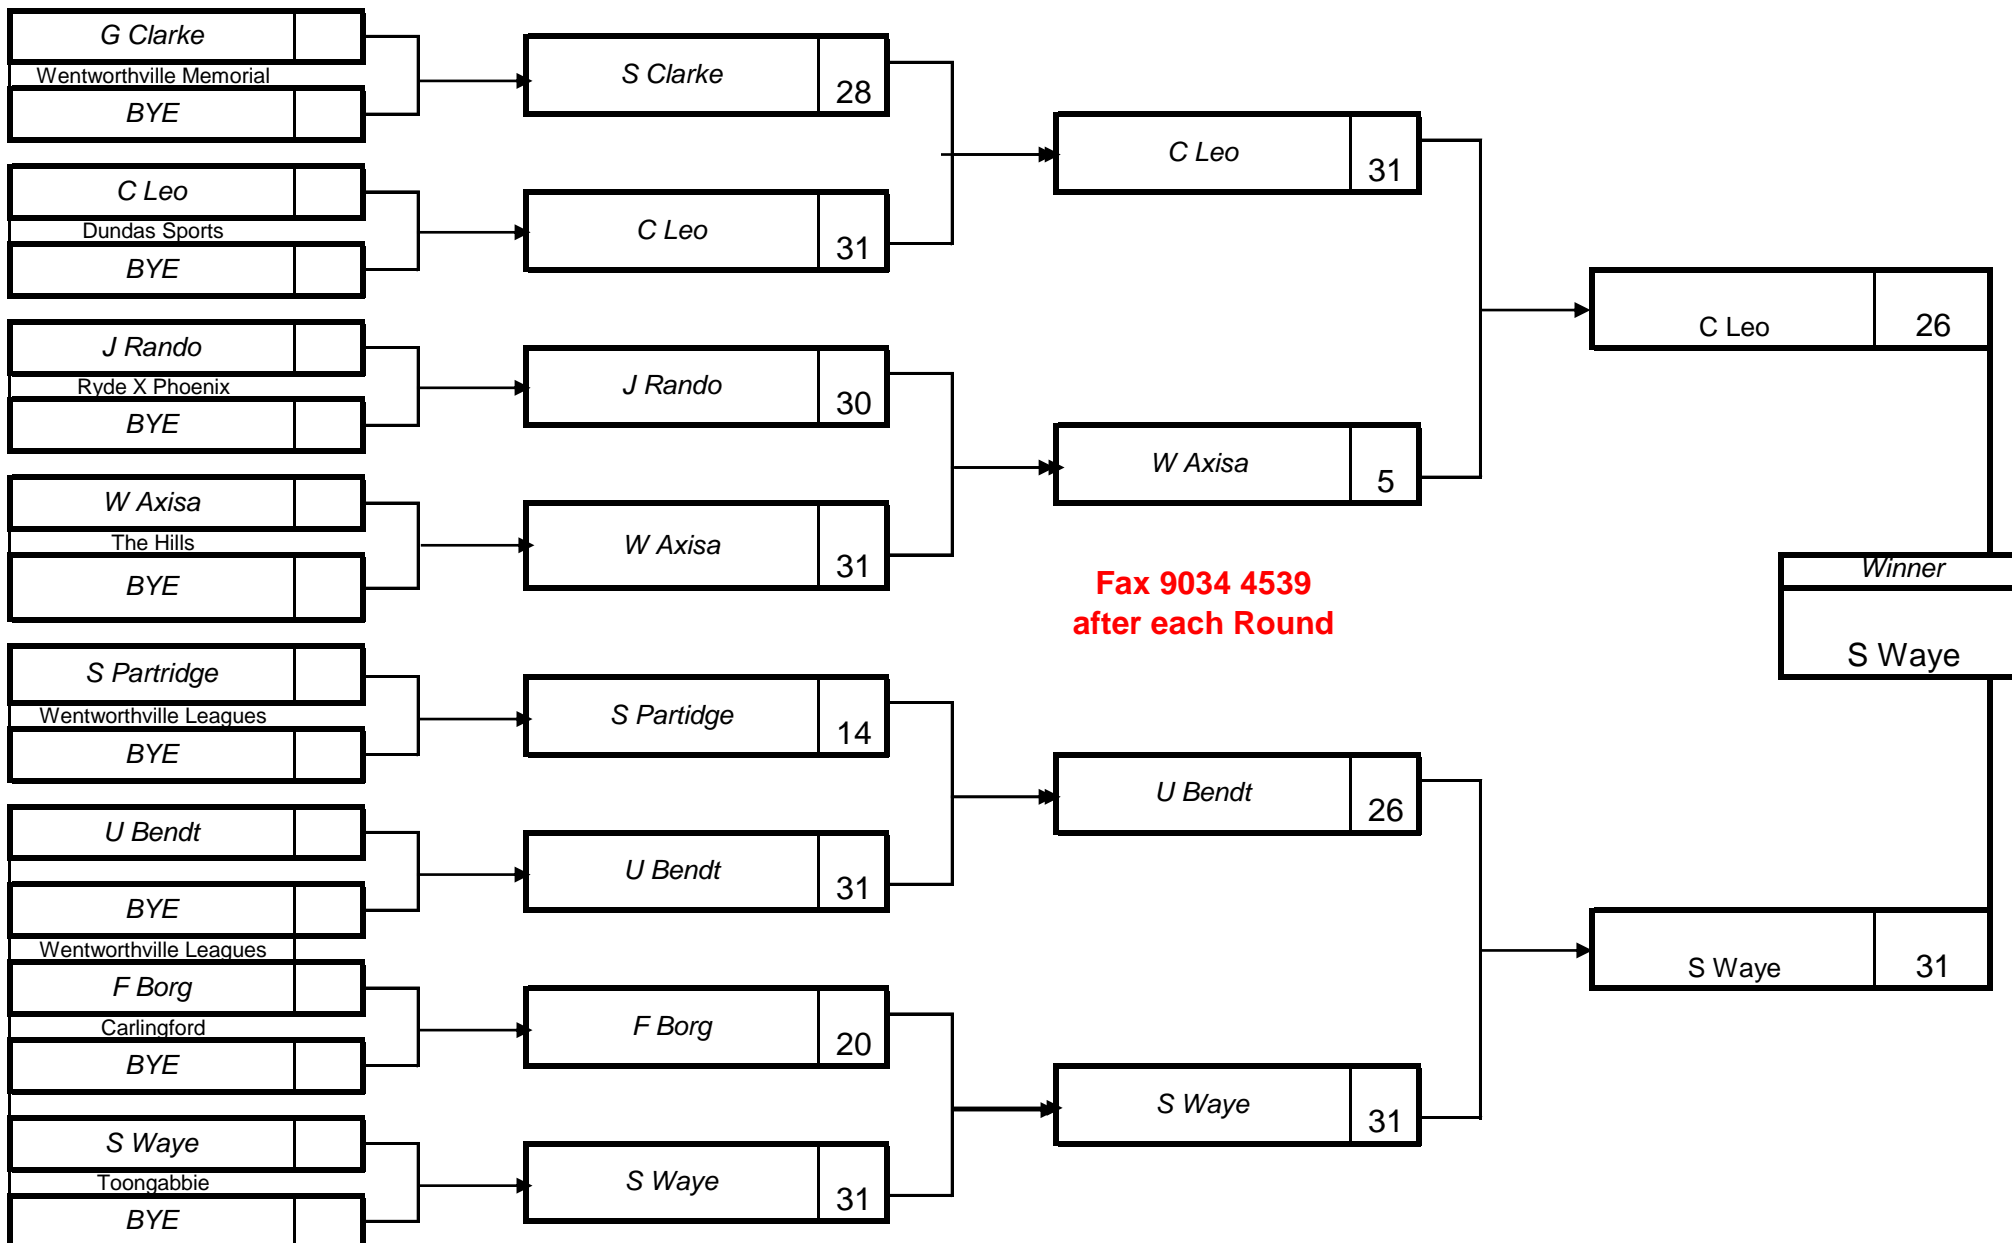 G Clarke
Wentworthville Memorial
BYE
C Leo
Dundas Sports
BYE
J Rando
Ryde X Phoenix
BYE
W Axisa
The Hills
BYE
S Partridge
Wentworthville Leagues
BYE
U Bendt
BYE
Wentworthville Leagues
F Borg
Carlingford
BYE
S Waye
Toongabbie
BYE
S Clarke 28
C Leo 31
J Rando 30
W Axisa 31
S Partidge 14
U Bendt 31
F Borg 20
S Waye 31
C Leo 31
W Axisa 5
Fax 9034 4539
after each Round
U Bendt 26
S Waye 31
C Leo 26
S Waye 31
Winner
S Waye